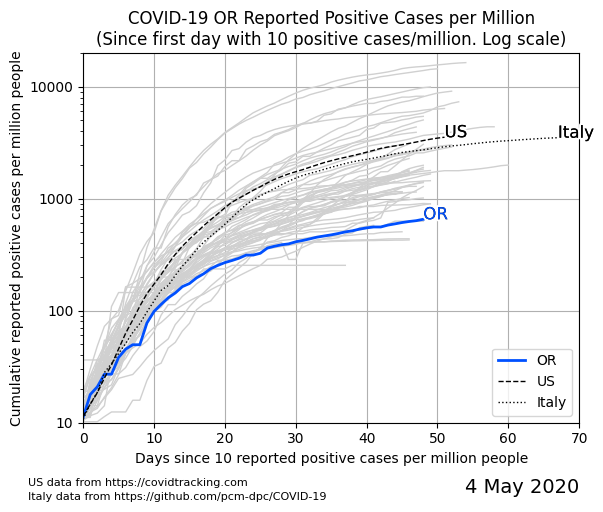 COVID-19 OR Reported Positive Cases per Million
(Since first day with 10 positive cases/million. Log scale)
Cumulative reported positive cases per million people
10000
1000
100
10
US
Italy
OR
OR
US
Italy
0 10 20 30 40 50 60 70
Days since 10 reported positive cases per million people
US data from https://covidtracking.com
Italy data from https://github.com/pcm-dpc/COVID-19
4 May 2020